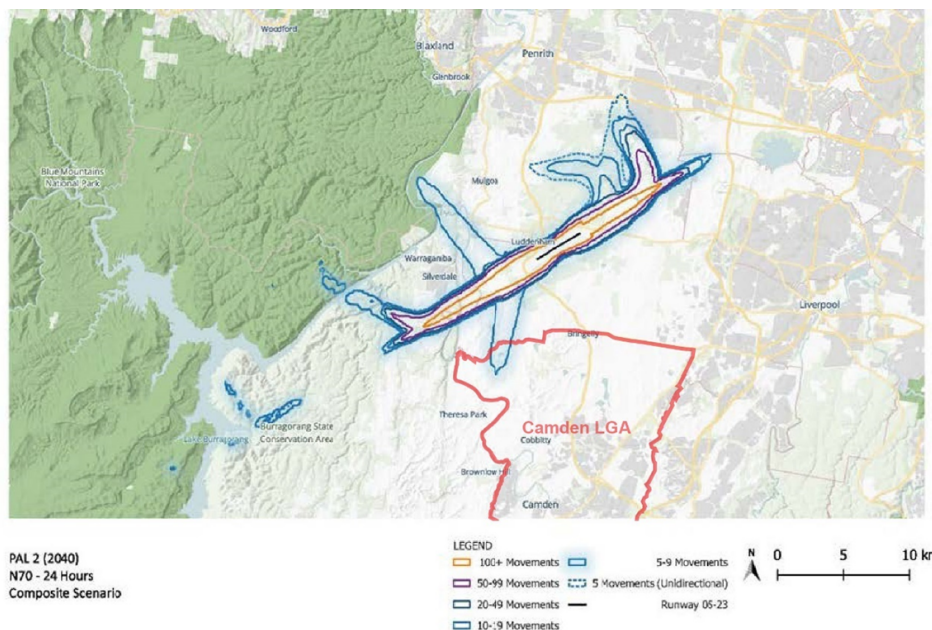 Woodford
Blaxland
Penrith
Glenbrook
Blue Mountains
National Park
Mulgoa
Luddenham
Warragamba
Silverdale
Liverpool
Bringelly
Theresa Park
Camden LGA
Lake Burragorang
Burragorang State
Conservation Area
Cobbitty
Brownlow Hill
Camden
PAL 2 (2040)
N70 - 24 Hours
Composite Scenario
LEGEND
100+ Movements
5-9 Movements
50-99 Movements
5 Movements (Unidirectional)
20-49 Movements
Runway 05-23
10-19 Movements
N
0 5 10 km